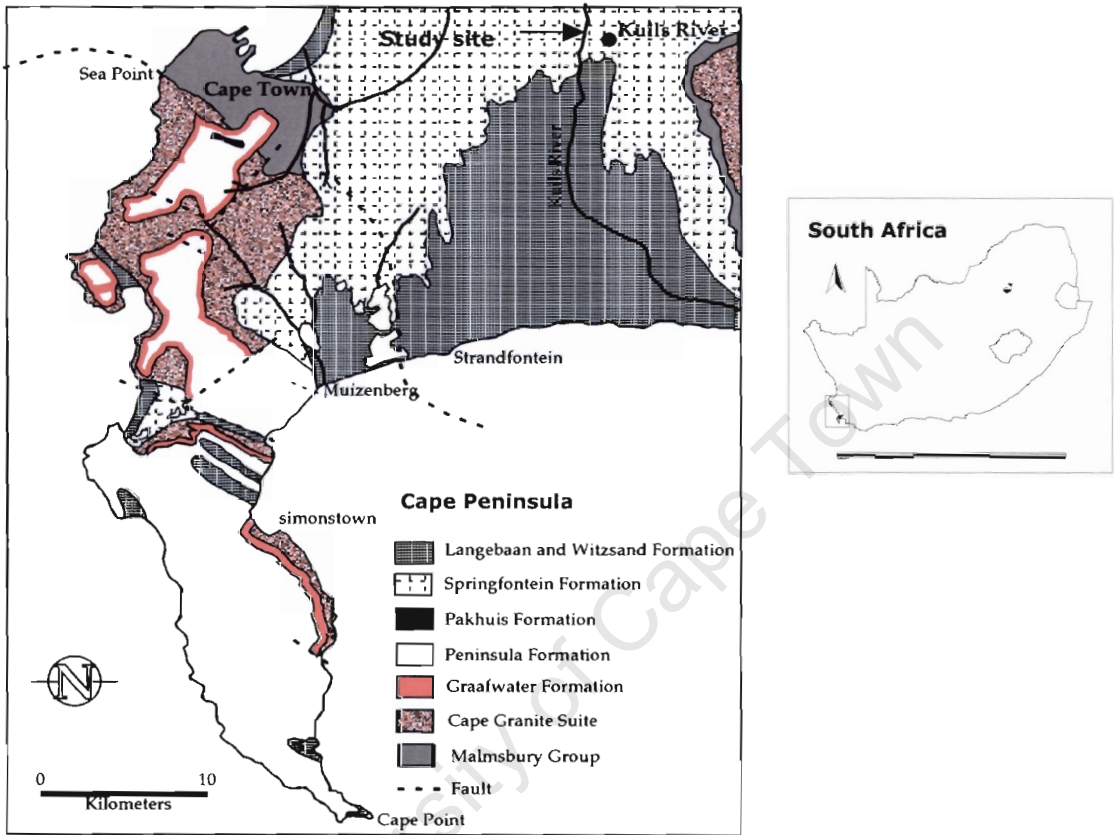 Study site
Kuils River
Sea Point
Cape Town
Kuils River
Strandfontein
Muizenberg
simonstown
Cape Peninsula
Langebaan and Witzsand Formation
Springfontein Formation
Pakhuis Formation
Peninsula Formation
Graafwater Formation
Cape Granite Suite
Malmsbury Group
Fault
N
0 10
Kilometers
Cape Point
South Africa
University of Cape Town